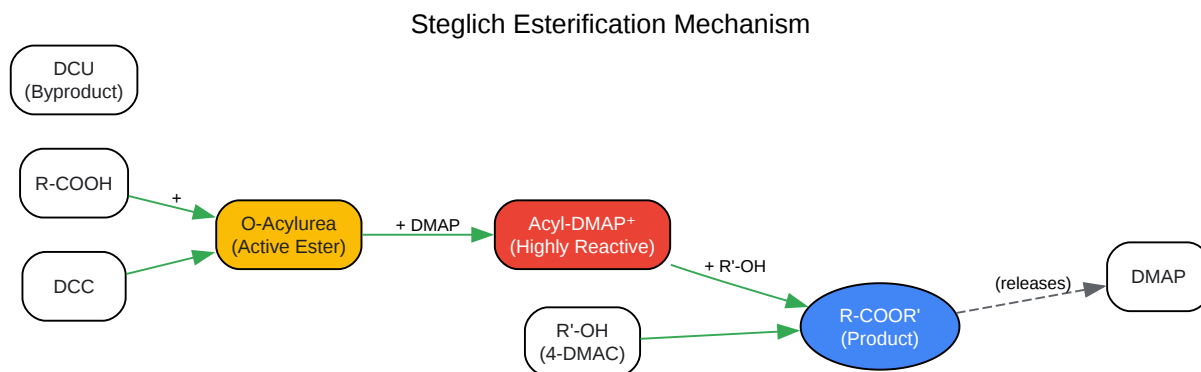 Steglich Esterification Mechanism
DCU
(Byproduct)
R-COOH
+
DCC
O-Acylurea
(Active Ester)
+ DMAP
Acyl-DMAP⁺
(Highly Reactive)
+ R'-OH
R'-OH
(4-DMAC)
R-COOR'
(Product)
(releases)
DMAP